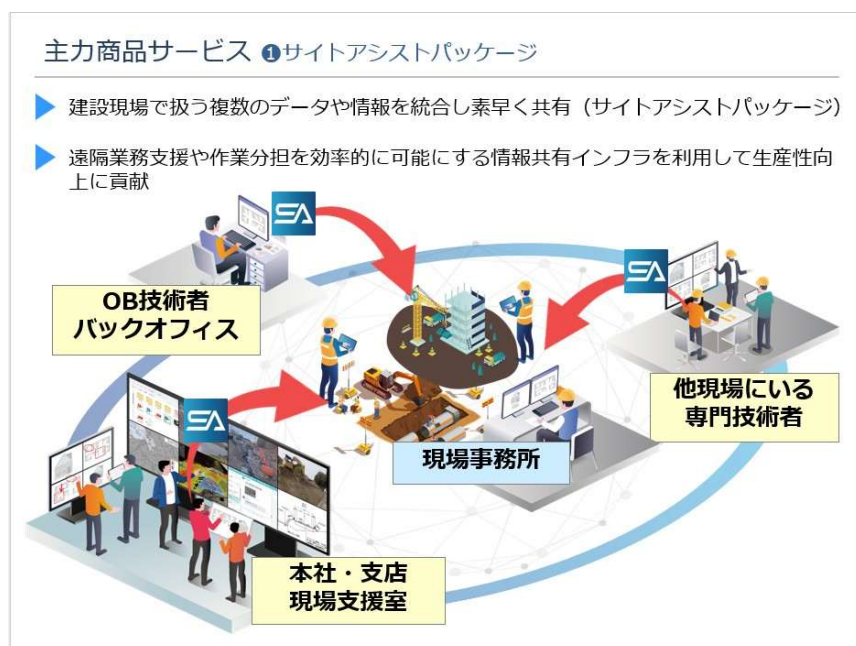 主力商品サービス ❶サイトアシストパッケージ
建設現場で扱う複数のデータや情報を統合し素早く共有（サイトアシストパッケージ）
遠隔業務支援や作業分担を効率的に可能にする情報共有インフラを利用して生産性向
上に貢献
SA
OB技術者
バックオフィス
SA
他現場にいる
専門技術者
SA
現場事務所
本社・支店
現場支援室